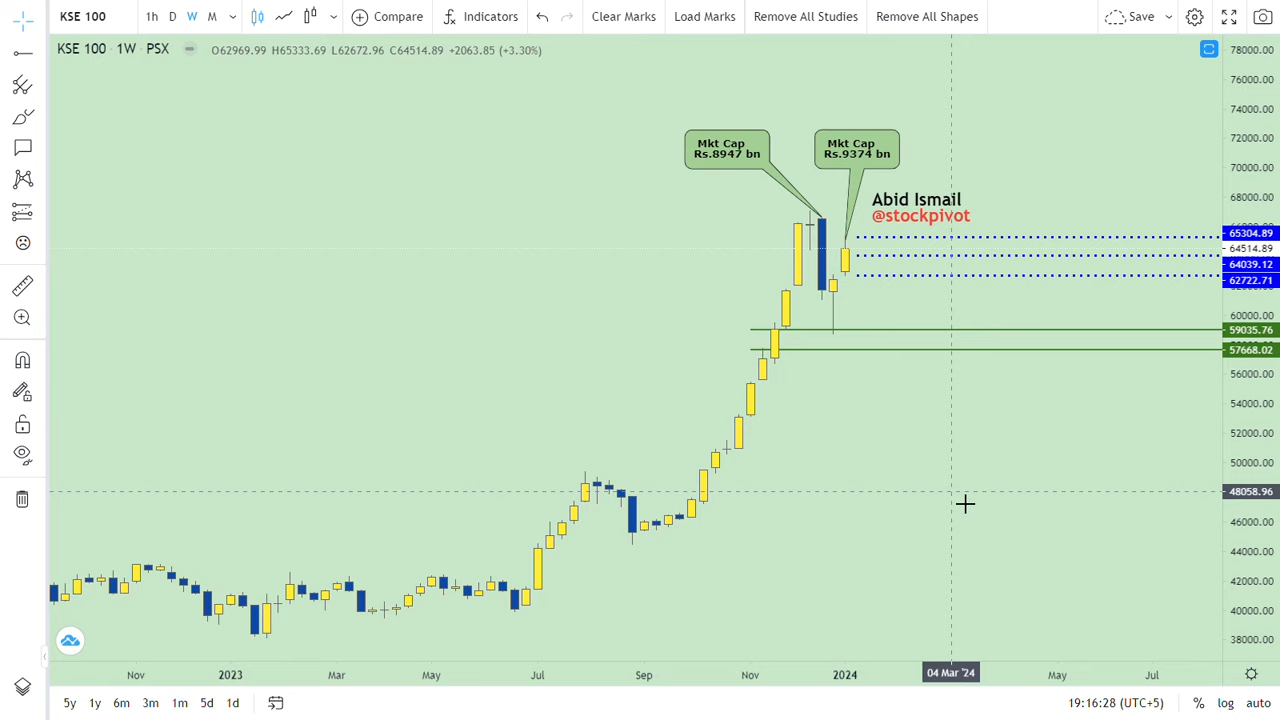 KSE 100
1h D W M
Compare
Indicators
Clear Marks
Load Marks
Remove All Studies
Remove All Shapes
Save
KSE 100 · 1W · PSX
O62969.99 H65333.69 L62672.96 C64514.89 +2063.85 (+3.30%)
Mkt Cap
Rs.8947 bn
Mkt Cap
Rs.9374 bn
Abid Ismail
@stockpivot
78000.00
76000.00
74000.00
72000.00
70000.00
68000.00
65304.89
64514.89
64039.12
62722.71
60000.00
59035.76
57668.02
56000.00
54000.00
52000.00
50000.00
48058.96
46000.00
44000.00
42000.00
40000.00
38000.00
Nov 2023 Mar May Jul Sep Nov 2024 04 Mar '24 May Jul
5y 1y 6m 3m 1m 5d 1d
19:16:28 (UTC+5)
% log auto